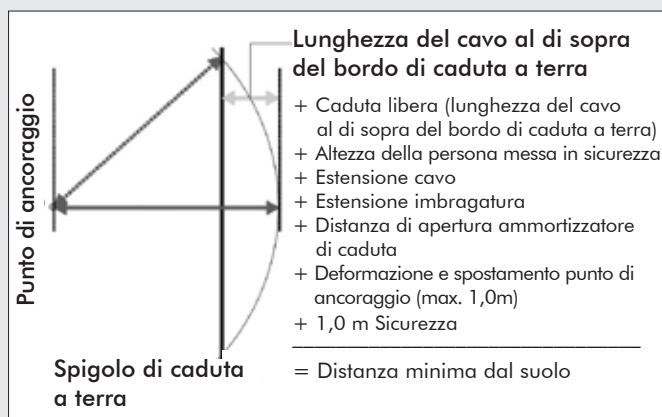 Lunghezza del cavo al di sopra
del bordo di caduta a terra
+ Caduta libera (lunghezza del cavo
al di sopra del bordo di caduta a terra)
+ Altezza della persona messa in sicurezza
+ Estensione cavo
+ Estensione imbragatura
+ Distanza di apertura ammortizzatore
di caduta
+ Deformazione e spostamento punto di
ancoraggio (max. 1,0m)
+ 1,0 m Sicurezza
= Distanza minima dal suolo
Punto di ancoraggio
Spigolo di caduta
a terra